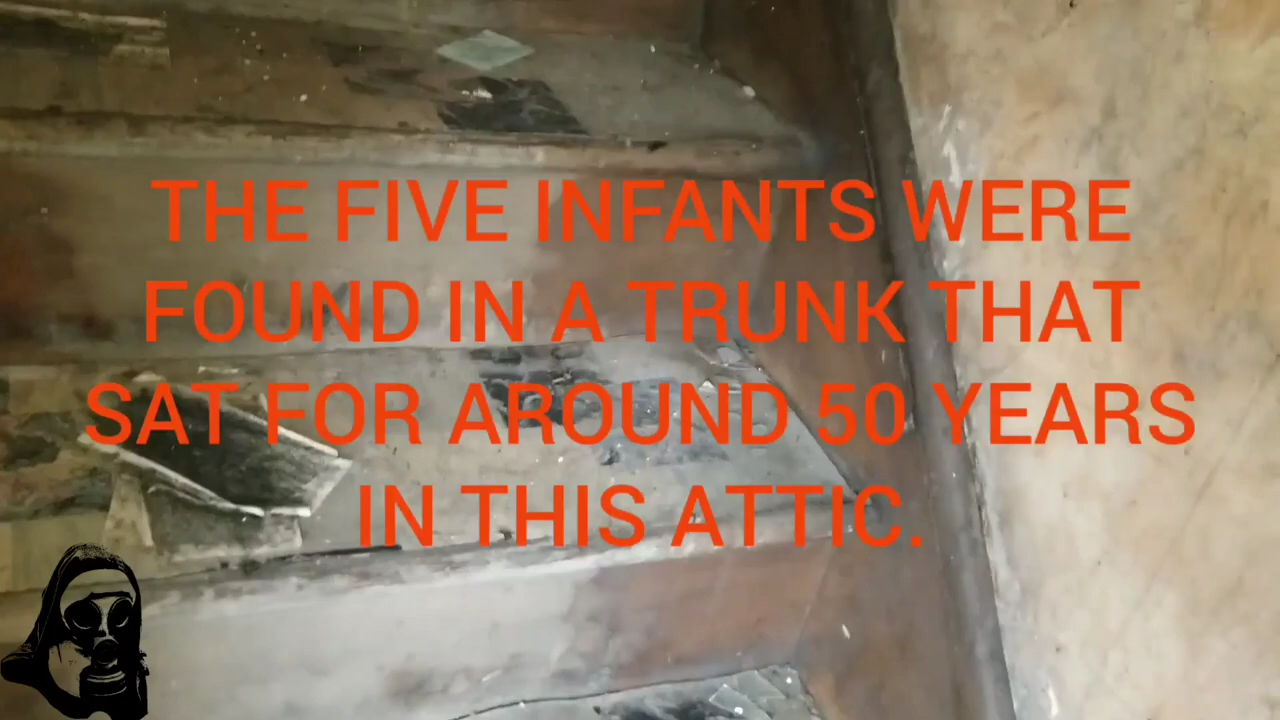 THE FIVE INFANTS WERE
FOUND IN A TRUNK THAT
SAT FOR AROUND 50 YEARS
IN THIS ATTIC.